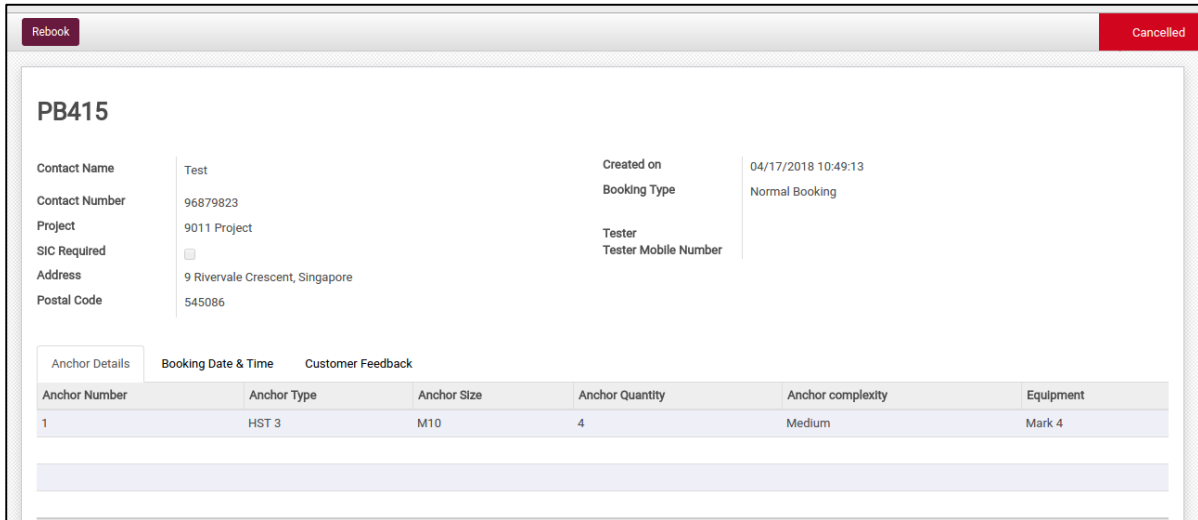 Rebook
Cancelled
PB415
Contact Name Test
Contact Number 96879823
Project 9011 Project
SIC Required
Address 9 Rivervale Crescent, Singapore
Postal Code 545086
Created on 04/17/2018 10:49:13
Booking Type Normal Booking
Tester
Tester Mobile Number
Anchor Details Booking Date & Time Customer Feedback
Anchor Number Anchor Type Anchor Size Anchor Quantity Anchor complexity Equipment
1 HST 3 M10 4 Medium Mark 4